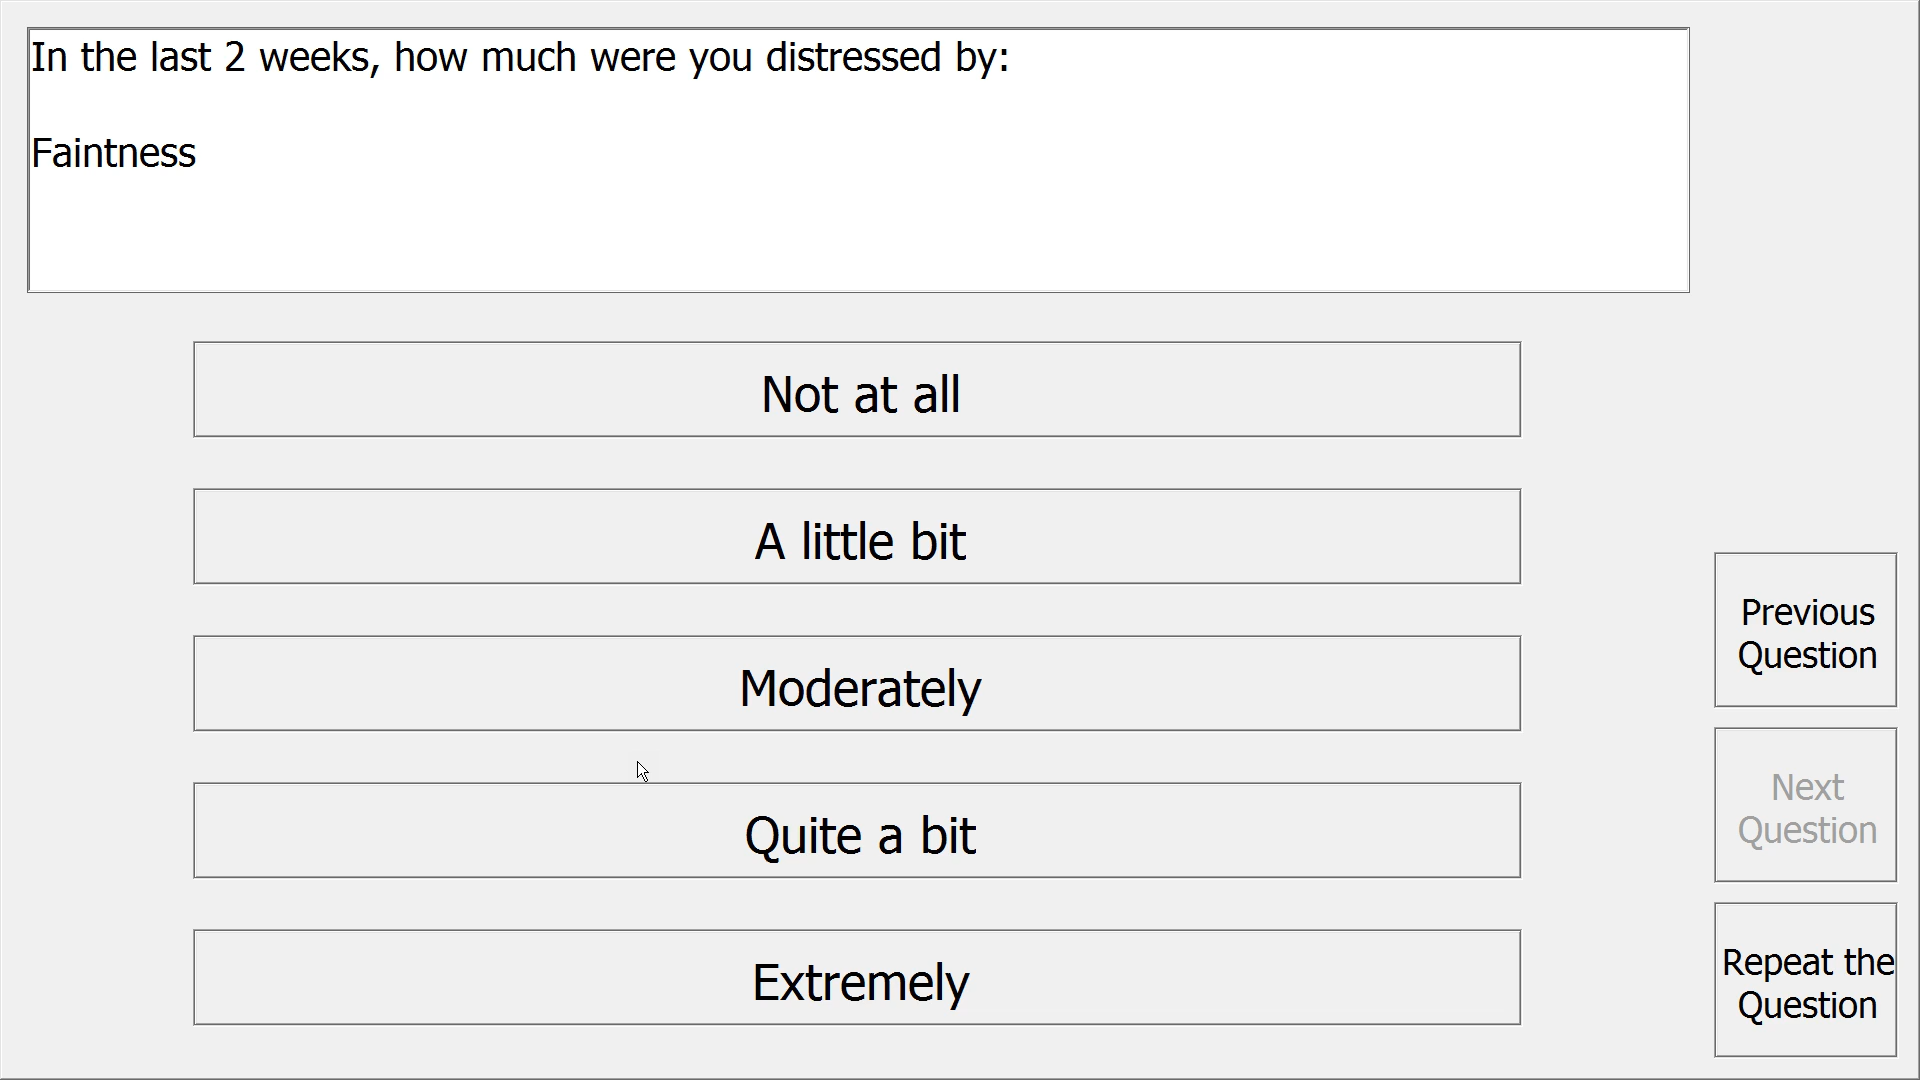 In the last 2 weeks, how much were you distressed by:
Faintness
Not at all
A little bit
Moderately
Quite a bit
Extremely
Previous
Question
Next
Question
Repeat the
Question